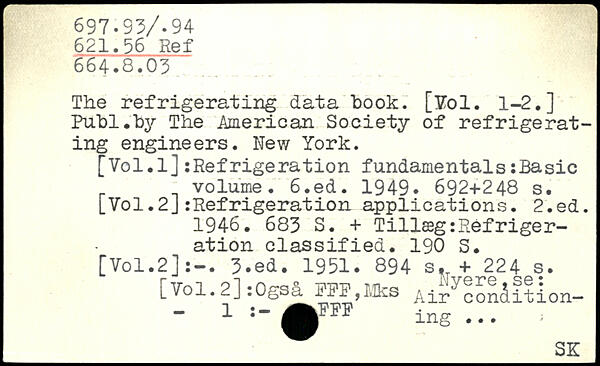 697.93/.94
621.56 Ref
664.8.03
The refrigerating data book. [Vol. 1-2.]
Publ.by The American Society of refrigerat-
ing engineers. New York.
[Vol.1]:Refrigeration fundamentals:Basic
volume. 6.ed. 1949. 692+248 s.
[Vol.2]:Refrigeration applications. 2.ed.
1946. 683 S. + Tillæg:Refriger-
ation classified. 190 S.
[Vol.2]:-. 3.ed. 1951. 894 s. + 224 s.
[Vol.2]:Også FFF,Mks
- 1 :- FFF
Nyere,se:
Air condition-
ing ...
SK